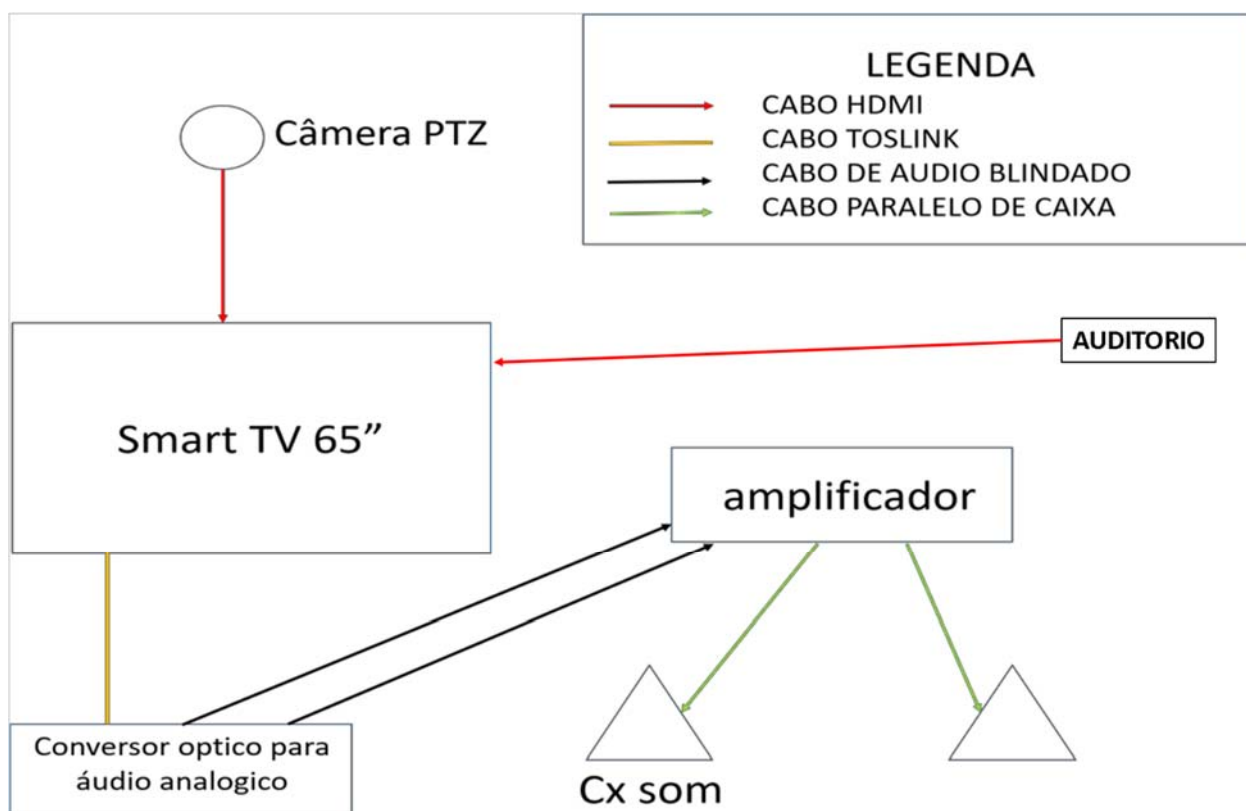 LEGENDA
CABO HDMI
CABO TOSLINK
CABO DE AUDIO BLINDADO
CABO PARALELO DE CAIXA
Câmera PTZ
AUDITORIO
Smart TV 65”
amplificador
Conversor optico para
áudio analogico
Cx som